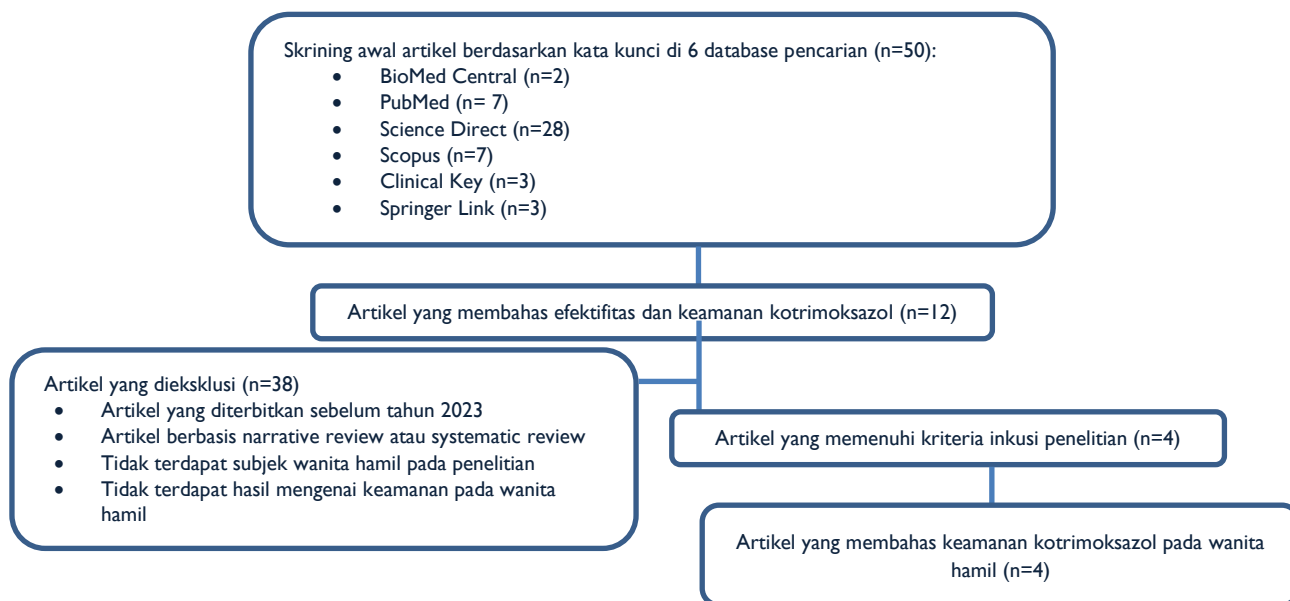 Skrining awal artikel berdasarkan kata kunci di 6 database pencarian (n=50):
• BioMed Central (n=2)
• PubMed (n= 7)
• Science Direct (n=28)
• Scopus (n=7)
• Clinical Key (n=3)
• Springer Link (n=3)
Artikel yang membahas efektifitas dan keamanan kotrimoksazol (n=12)
Artikel yang dieksklusi (n=38)
• Artikel yang diterbitkan sebelum tahun 2023
• Artikel berbasis narrative review atau systematic review
• Tidak terdapat subjek wanita hamil pada penelitian
• Tidak terdapat hasil mengenai keamanan pada wanita
hamil
Artikel yang memenuhi kriteria inkusi penelitian (n=4)
Artikel yang membahas keamanan kotrimoksazol pada wanita
hamil (n=4)